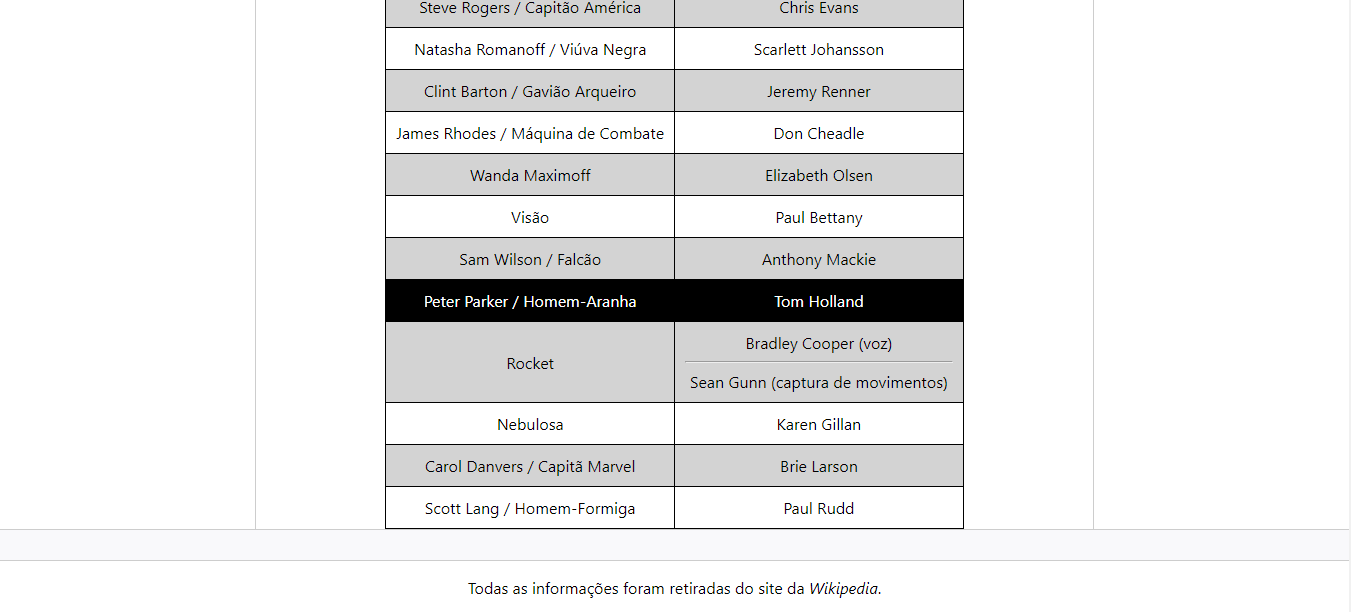 Steve Rogers / Capitão América Chris Evans
Natasha Romanoff / Viúva Negra Scarlett Johansson
Clint Barton / Gavião Arqueiro Jeremy Renner
James Rhodes / Máquina de Combate Don Cheadle
Wanda Maximoff Elizabeth Olsen
Visão Paul Bettany
Sam Wilson / Falcão Anthony Mackie
Peter Parker / Homem-Aranha Tom Holland
Rocket
Bradley Cooper (voz)
Sean Gunn (captura de movimentos)
Nebulosa Karen Gillan
Carol Danvers / Capitã Marvel Brie Larson
Scott Lang / Homem-Formiga Paul Rudd
Todas as informações foram retiradas do site da Wikipedia.